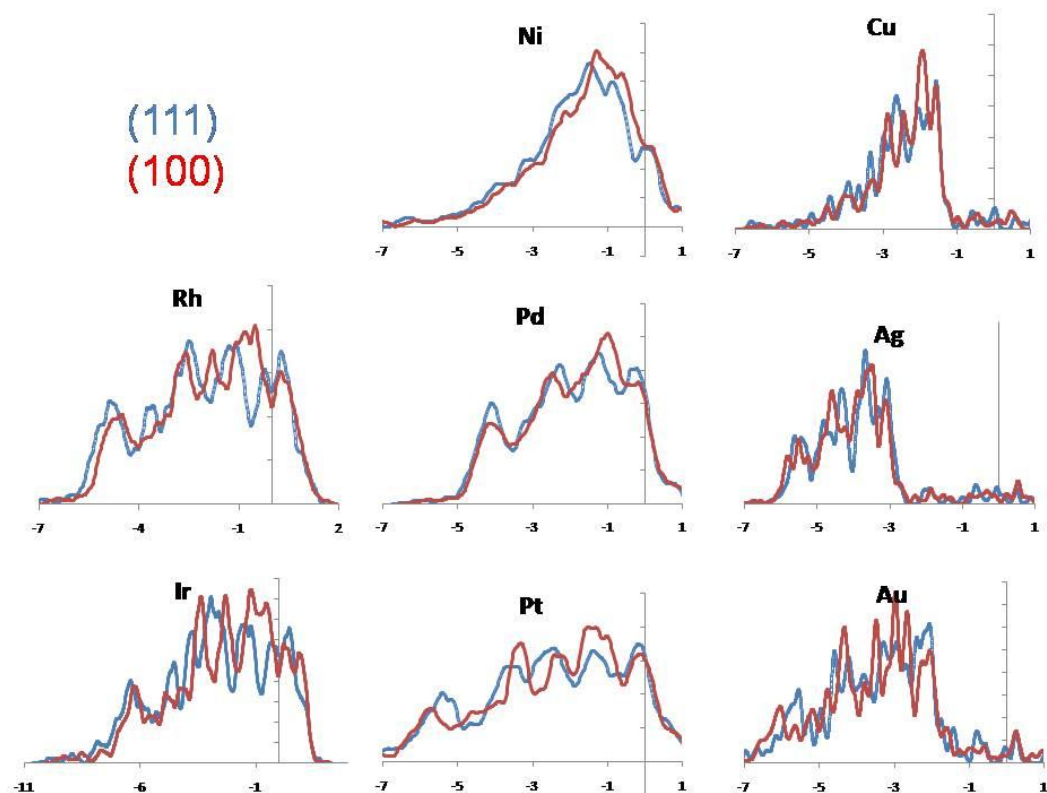 Ni
Cu
(111)
(100)
-7 -5 -3 -1 1
-7 -5 -3 -1 1
Rh
Pd
Ag
-7 -4 -1 2
-7 -5 -3 -1 1
-7 -5 -3 -1 1
Ir
Pt
Au
-11 -6 -1
-7 -5 -3 -1 1
-7 -5 -3 -1 1